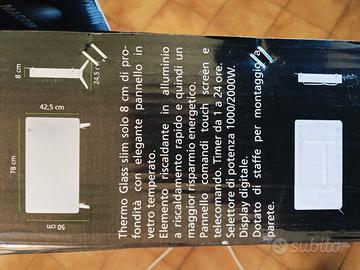 Thermo Glass slim solo 8 cm di pro-
fondità con elegante pannello in
vetro temperato.
Elemento riscaldante in alluminio
a riscaldamento rapido e quindi un
maggior risparmio energetico.
Pannello comandi touch screen e
telecomando. Timer da 1 a 24 ore.
Selettore di potenza 1000/2000W.
Display digitale.
Dotato di staffe per montaggio a
parete.
8 cm
24,5
42,5 cm
78 cm
50 cm
subito